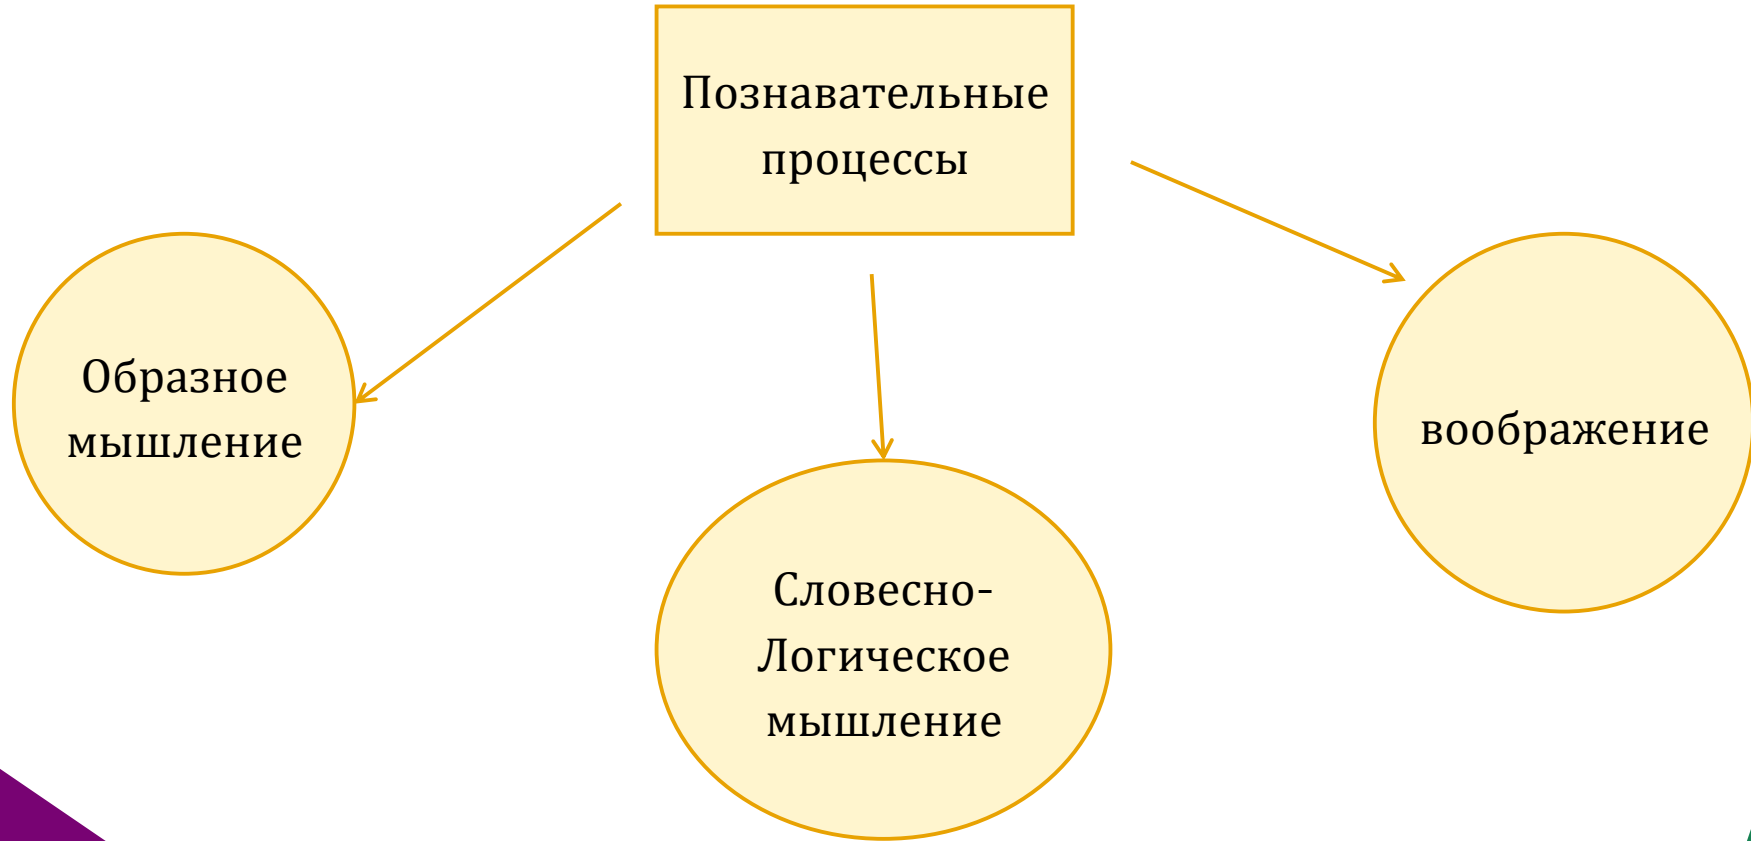 Познавательные
процессы
Образное
мышление
воображение
Словесно-
Логическое
мышление